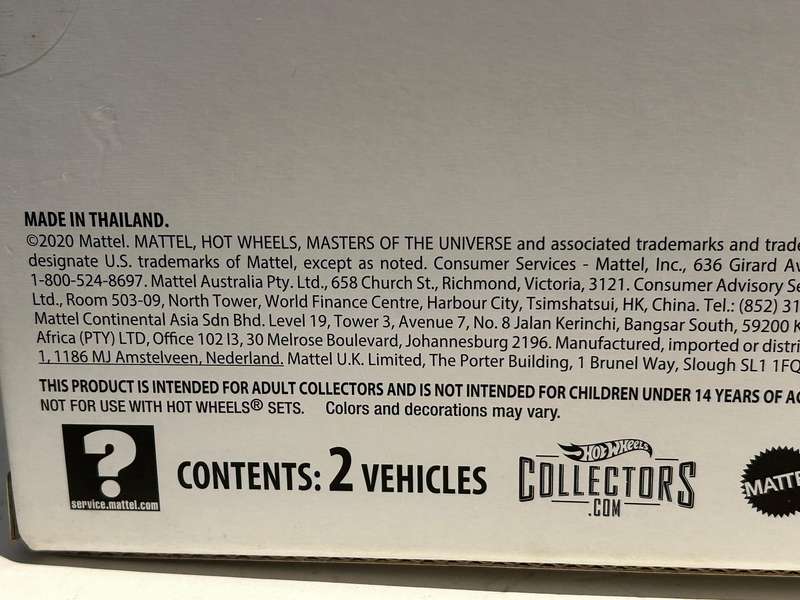 MADE IN THAILAND.
©2020 Mattel. MATTEL, HOT WHEELS, MASTERS OF THE UNIVERSE and associated trademarks and trade
designate U.S. trademarks of Mattel, except as noted. Consumer Services - Mattel, Inc., 636 Girard Av
1-800-524-8697. Mattel Australia Pty. Ltd., 658 Church St., Richmond, Victoria, 3121. Consumer Advisory Se
Ltd., Room 503-09, North Tower, World Finance Centre, Harbour City, Tsimshatsui, HK, China. Tel.: (852) 31
Mattel Continental Asia Sdn Bhd. Level 19, Tower 3, Avenue 7, No. 8 Jalan Kerinchi, Bangsar South, 59200 K
Africa (PTY) LTD, Office 102 I3, 30 Melrose Boulevard, Johannesburg 2196. Manufactured, imported or distri
1, 1186 MJ Amstelveen, Nederland. Mattel U.K. Limited, The Porter Building, 1 Brunel Way, Slough SL1 1FQ
THIS PRODUCT IS INTENDED FOR ADULT COLLECTORS AND IS NOT INTENDED FOR CHILDREN UNDER 14 YEARS OF AG
NOT FOR USE WITH HOT WHEELS® SETS. Colors and decorations may vary.
?
service.mattel.com
CONTENTS: 2 VEHICLES
HOT WHEELS
COLLECTORS
.COM
MATTE